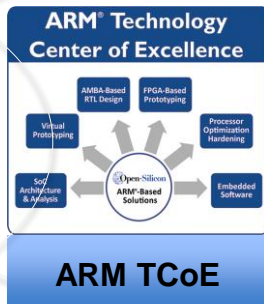 ARM® Technology
Center of Excellence
AMBA-Based
RTL Design
FPGA-Based
Prototyping
Virtual
Prototyping
Processor
Optimization
Hardening
SoC
Architecture
& Analysis
Open-Silicon
ARM®-Based
Solutions
Embedded
Software
ARM TCoE